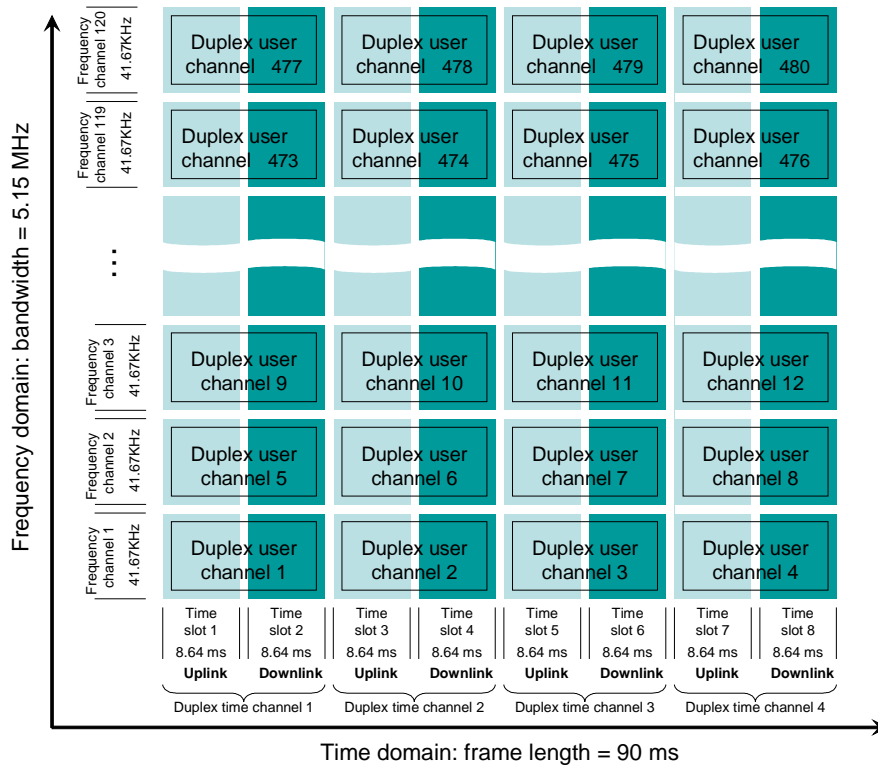 Frequency domain: bandwidth = 5.15 MHz
Frequency
channel 120
41.67KHz
Duplex user
channel 477
Duplex user
channel 478
Duplex user
channel 479
Duplex user
channel 480
Frequency
channel 119
41.67KHz
Duplex user
channel 473
Duplex user
channel 474
Duplex user
channel 475
Duplex user
channel 476
...
Frequency
channel 3
41.67KHz
Duplex user
channel 9
Duplex user
channel 10
Duplex user
channel 11
Duplex user
channel 12
Frequency
channel 2
41.67KHz
Duplex user
channel 5
Duplex user
channel 6
Duplex user
channel 7
Duplex user
channel 8
Frequency
channel 1
41.67KHz
Duplex user
channel 1
Duplex user
channel 2
Duplex user
channel 3
Duplex user
channel 4
Time
slot 1
8.64 ms
Uplink
Time
slot 2
8.64 ms
Downlink
Time
slot 3
8.64 ms
Uplink
Time
slot 4
8.64 ms
Downlink
Time
slot 5
8.64 ms
Uplink
Time
slot 6
8.64 ms
Downlink
Time
slot 7
8.64 ms
Uplink
Time
slot 8
8.64 ms
Downlink
Duplex time channel 1
Duplex time channel 2
Duplex time channel 3
Duplex time channel 4
Time domain: frame length = 90 ms